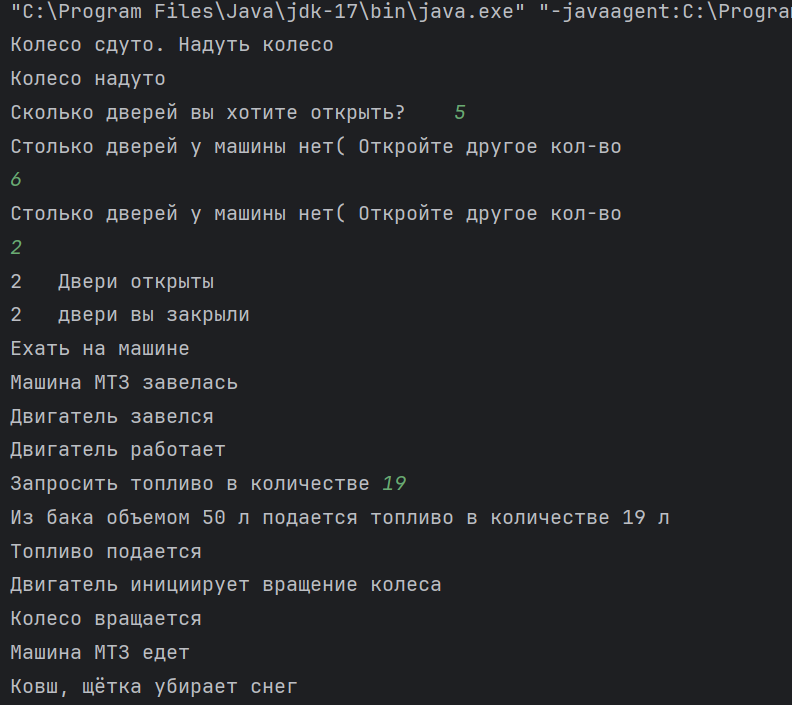 "C:\Program Files\Java\jdk-17\bin\java.exe" "-javaagent:C:\Program
Колесо сдуто. Надуть колесо
Колесо надуто
Сколько дверей вы хотите открыть?    5
Столько дверей у машины нет( Откройте другое кол-во
6
Столько дверей у машины нет( Откройте другое кол-во
2
2   Двери открыты
2   двери вы закрыли
Ехать на машине
Машина МТЗ завелась
Двигатель завелся
Двигатель работает
Запросить топливо в количестве 19
Из бака объемом 50 л подается топливо в количестве 19 л
Топливо подается
Двигатель инициирует вращение колеса
Колесо вращается
Машина МТЗ едет
Ковш, щётка убирает снег